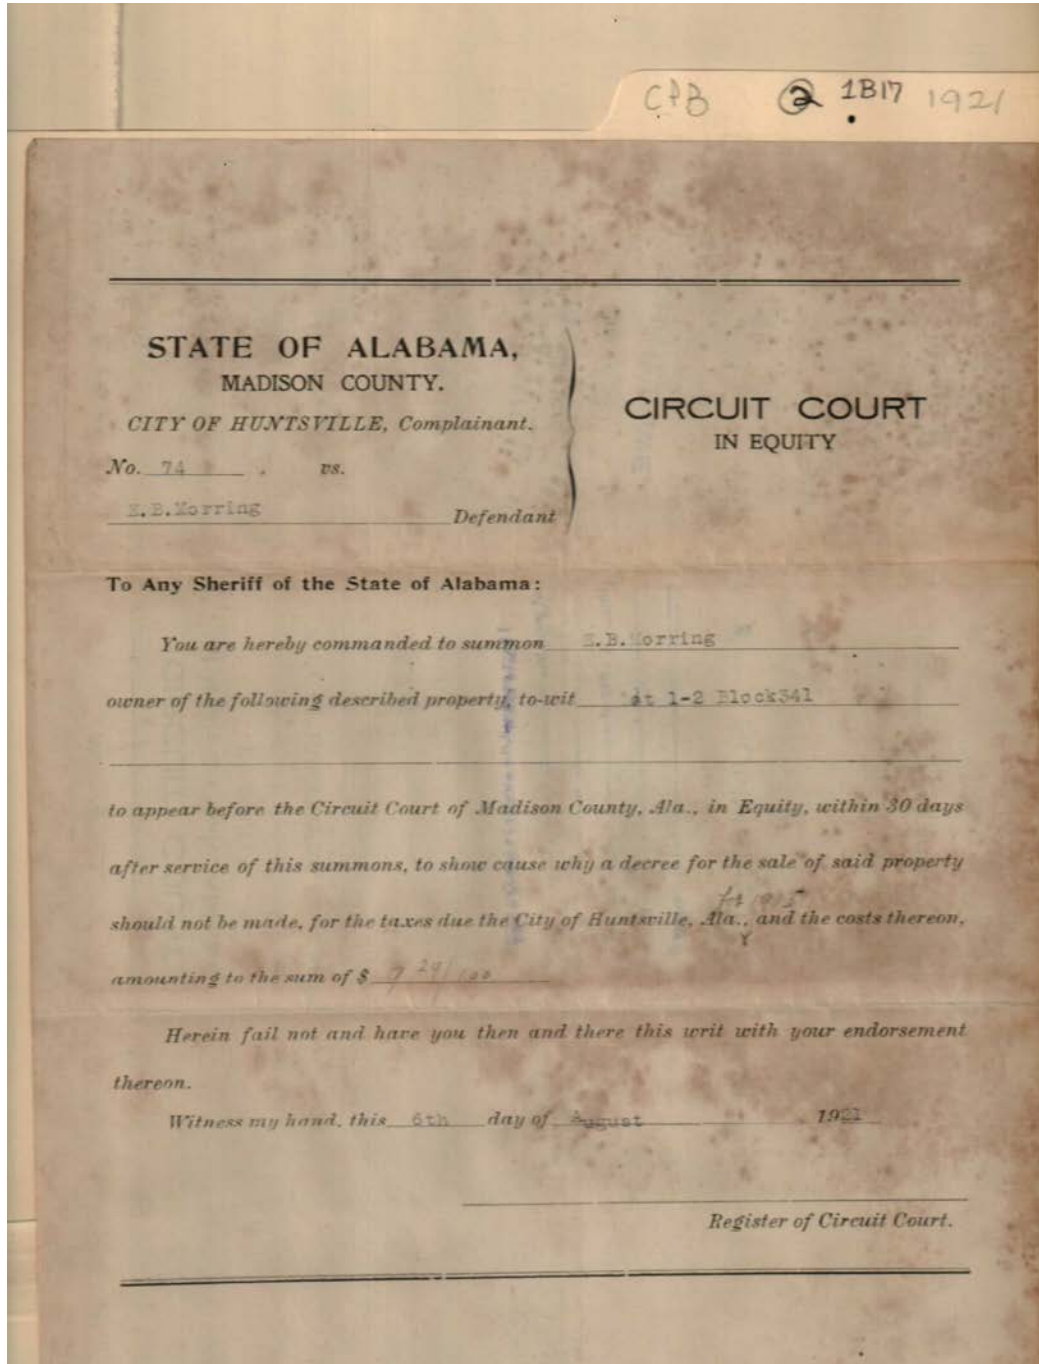 CPB 2 1B17 1921
STATE OF ALABAMA,
MADISON COUNTY.
CITY OF HUNTSVILLE, Complainant.
No. 74 vs.
E.B.Morring Defendant
CIRCUIT COURT
IN EQUITY
To Any Sheriff of the State of Alabama:
You are hereby commanded to summon E.B.Morring
owner of the following described property, to-wit 1-2 Block341
to appear before the Circuit Court of Madison County, Ala., in Equity, within 30 days
after service of this summons, to show cause why a decree for the sale of said property
should not be made, for the taxes due the City of Huntsville, Ala., and the costs thereon,
amounting to the sum of $
Herein fail not and have you then and there this writ with your endorsement
thereon.
Witness my hand, this 6th day of August 1921
Register of Circuit Court.